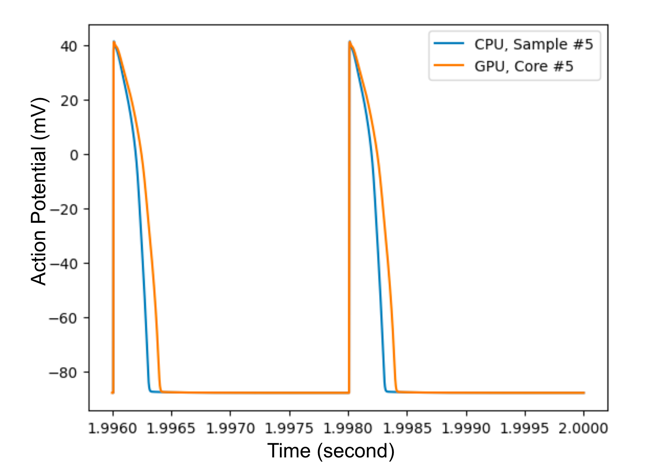 CPU, Sample #5
GPU, Core #5
Action Potential (mV)
40
20
0
−20
−40
−60
−80
1.9960 1.9965 1.9970 1.9975 1.9980 1.9985 1.9990 1.9995 2.0000
Time (second)